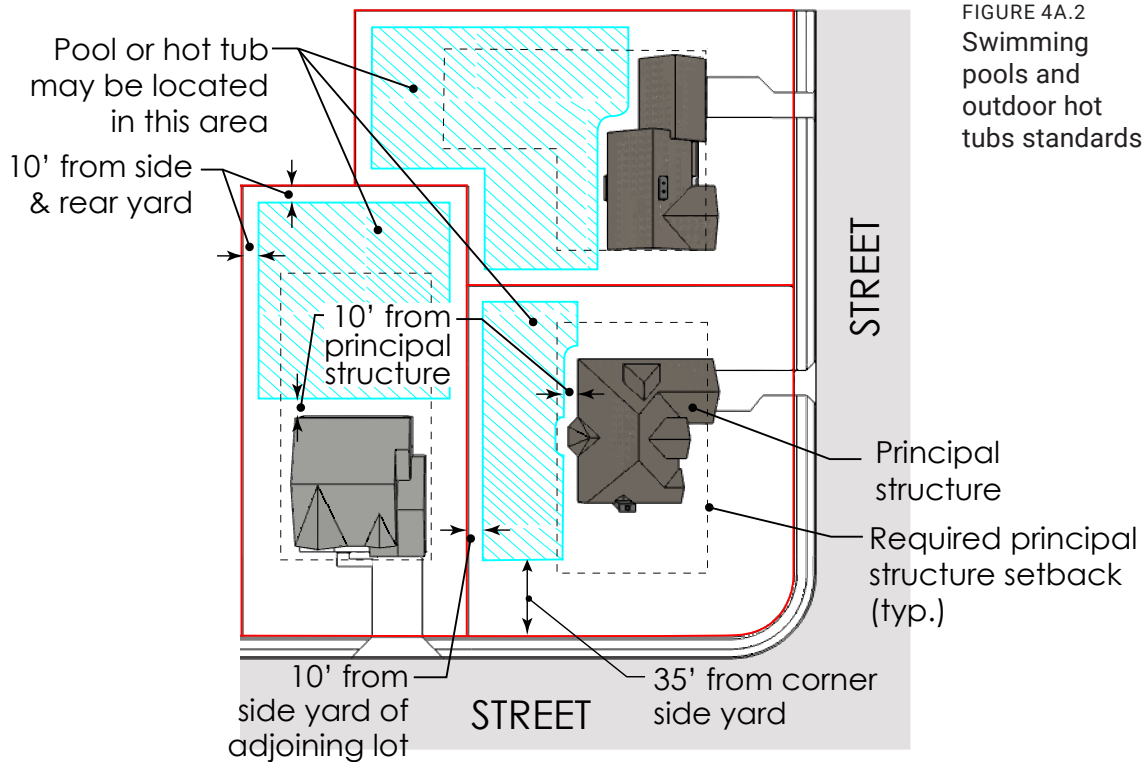 FIGURE 4A.2
Swimming
pools and
outdoor hot
tubs standards
Pool or hot tub
may be located
in this area
10’ from side
& rear yard
10’ from
principal
structure
STREET
Principal
structure
Required principal
structure setback
(typ.)
10’ from
side yard of
adjoining lot
STREET
35’ from corner
side yard